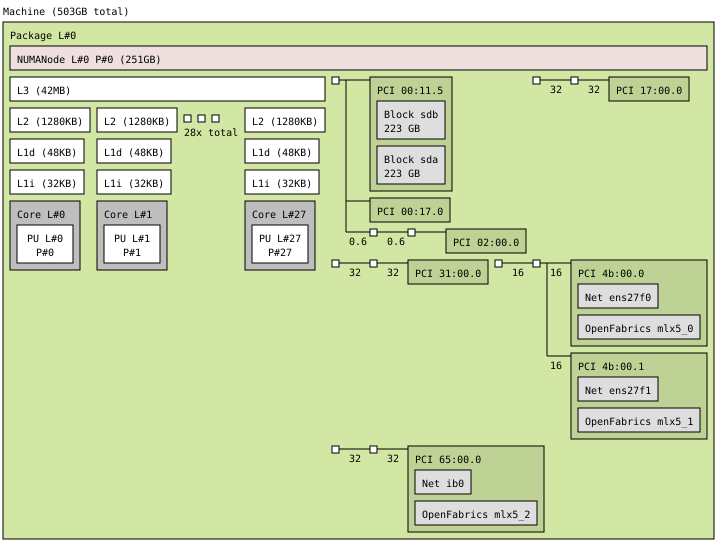 Machine (503GB total)
Package L#0
NUMANode L#0 P#0 (251GB)
L3 (42MB)
L2 (1280KB)
L2 (1280KB)
28x total
L2 (1280KB)
L1d (48KB)
L1d (48KB)
L1d (48KB)
L1i (32KB)
L1i (32KB)
L1i (32KB)
Core L#0
PU L#0
P#0
Core L#1
PU L#1
P#1
Core L#27
PU L#27
P#27
PCI 00:11.5
Block sdb
223 GB
Block sda
223 GB
PCI 00:17.0
0.6
0.6
PCI 02:00.0
32
32
PCI 17:00.0
32
32
PCI 31:00.0
16
16
PCI 4b:00.0
Net ens27f0
OpenFabrics mlx5_0
16
PCI 4b:00.1
Net ens27f1
OpenFabrics mlx5_1
32
32
PCI 65:00.0
Net ib0
OpenFabrics mlx5_2